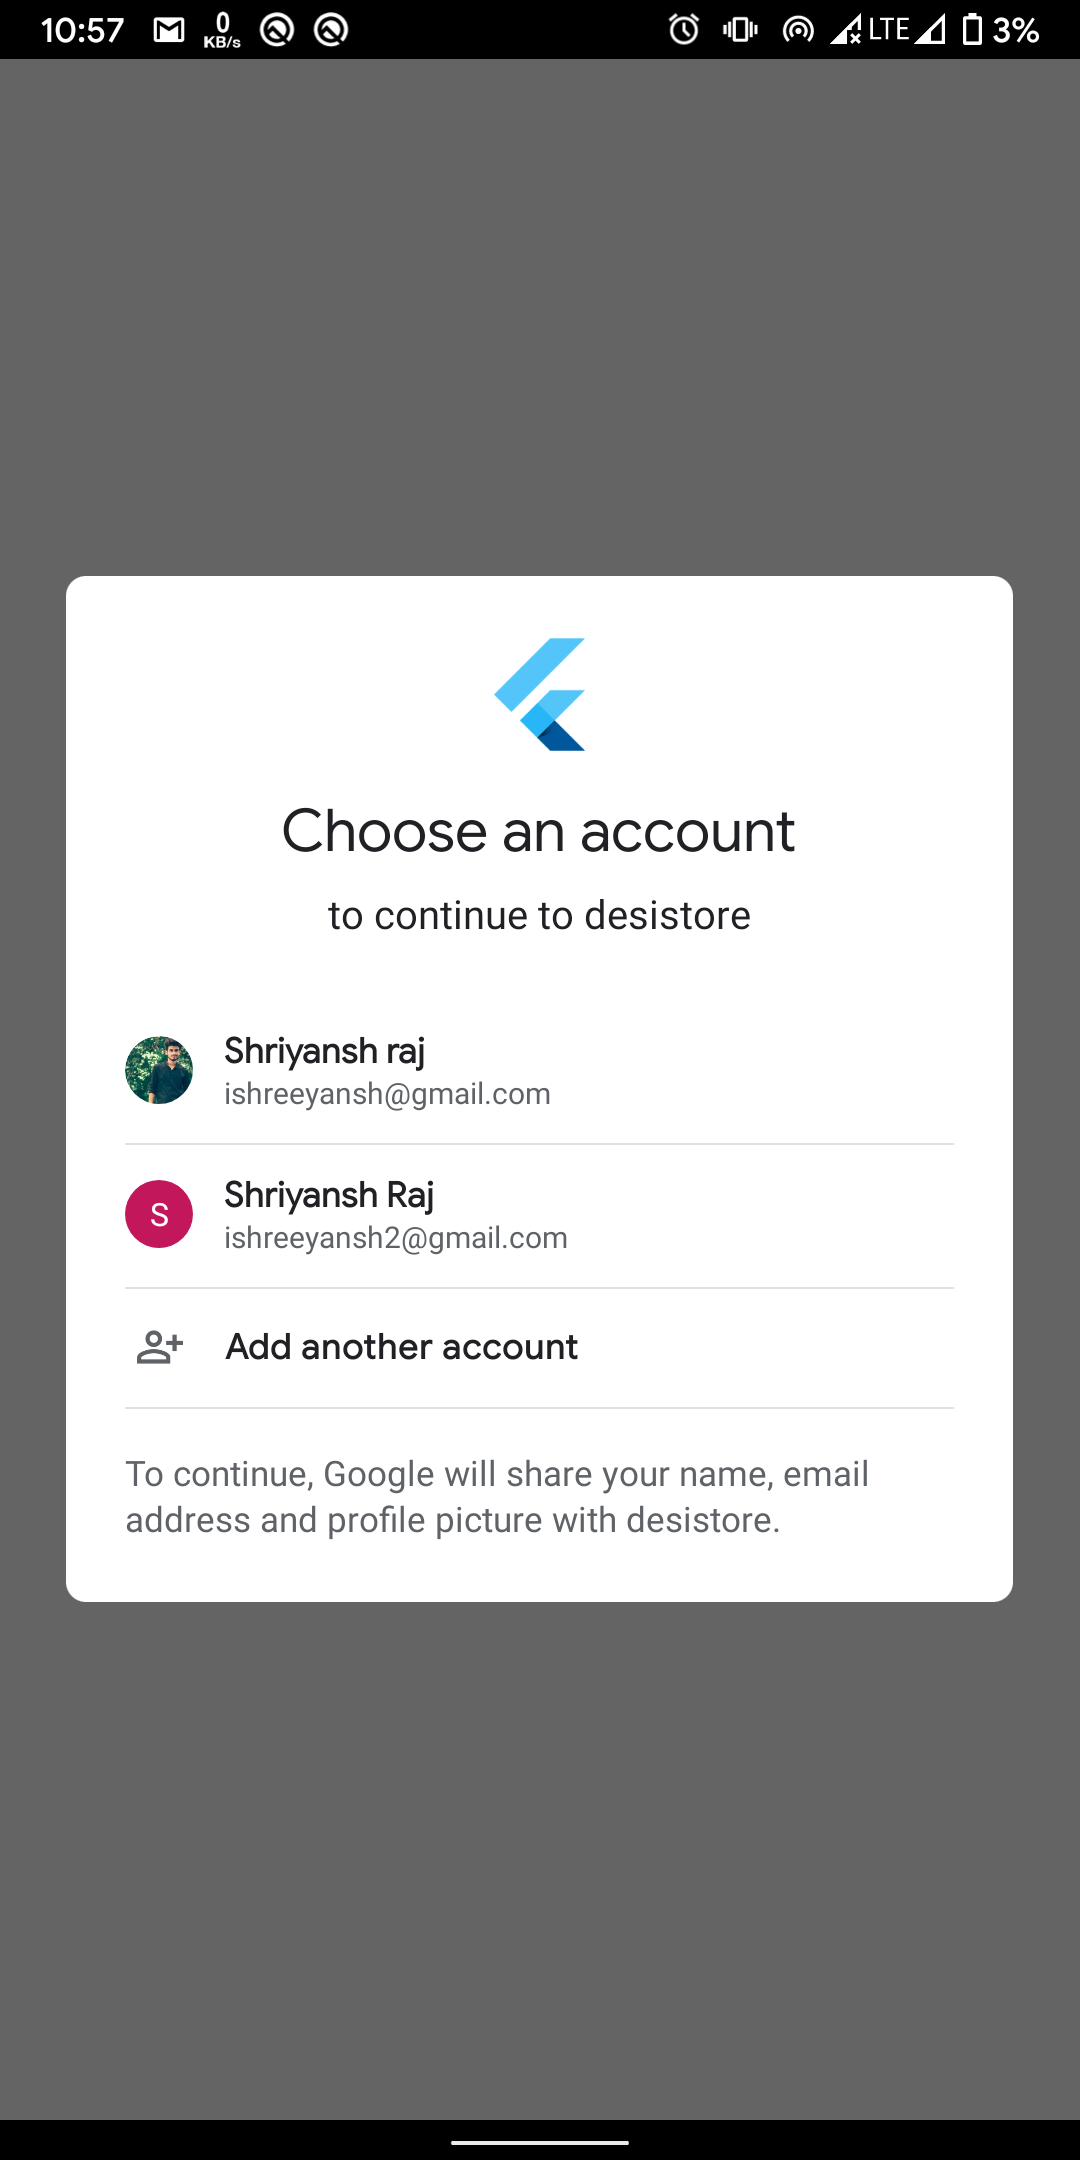 10:57 0 KB/s LTE 3%
Choose an account
to continue to desistore
Shriyansh raj
ishreeyansh@gmail.com
S
Shriyansh Raj
ishreeyansh2@gmail.com
Add another account
To continue, Google will share your name, email
address and profile picture with desistore.